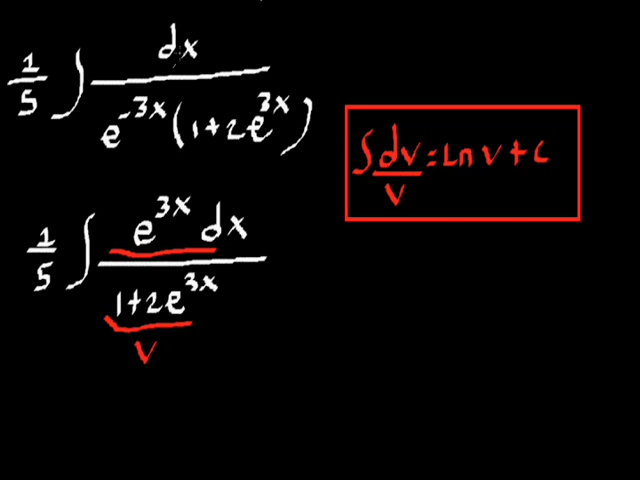 1/5 ∫ dx / e^-3x (1+2e^3x)
∫ dv/v = Ln v + c
1/5 ∫ e^3x dx / 1+2e^3x
v